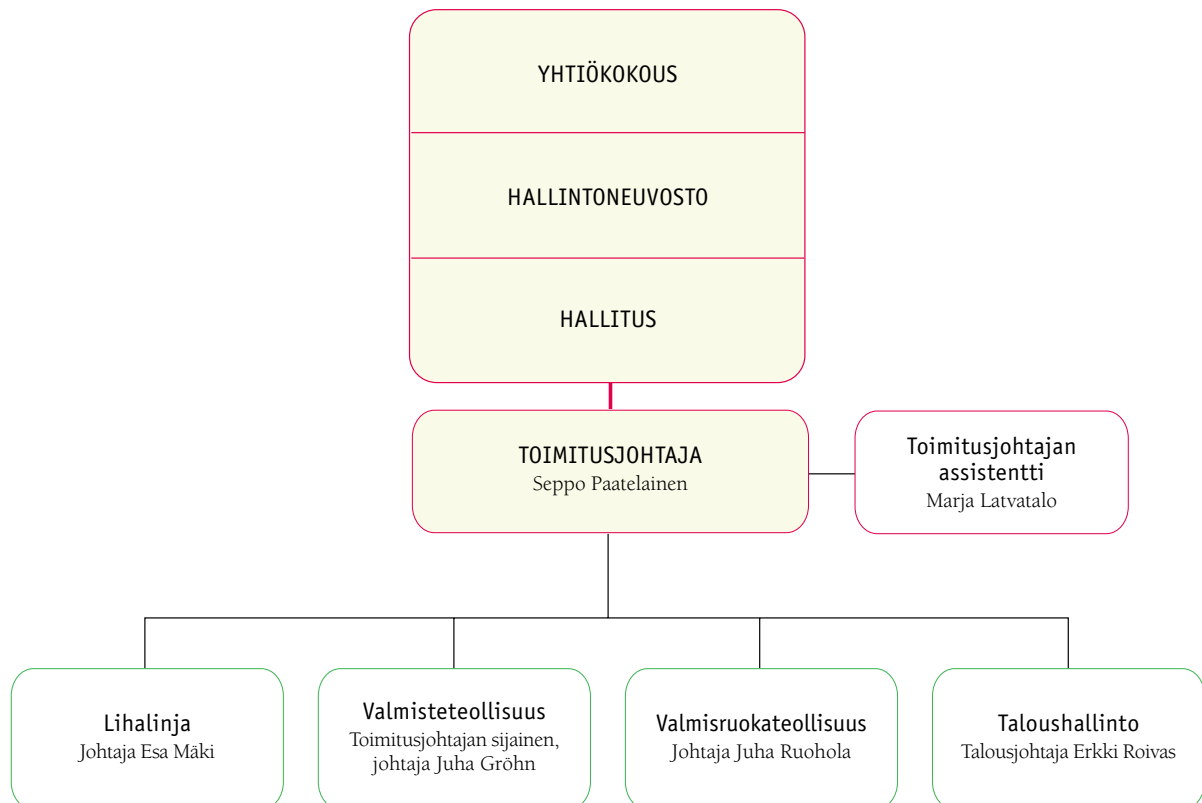 YHTIÖKOKOUS
HALLINTONEUVOSTO
HALLITUS
TOIMITUSJOHTAJA
Seppo Paatelainen
Toimitusjohtajan
assistentti
Marja Latvatalo
Lihalinja
Johtaja Esa Mäki
Valmisteteollisuus
Toimitusjohtajan sijainen,
johtaja Juha Gröhn
Valmisruokateollisuus
Johtaja Juha Ruohola
Taloushallinto
Talousjohtaja Erkki Roivas